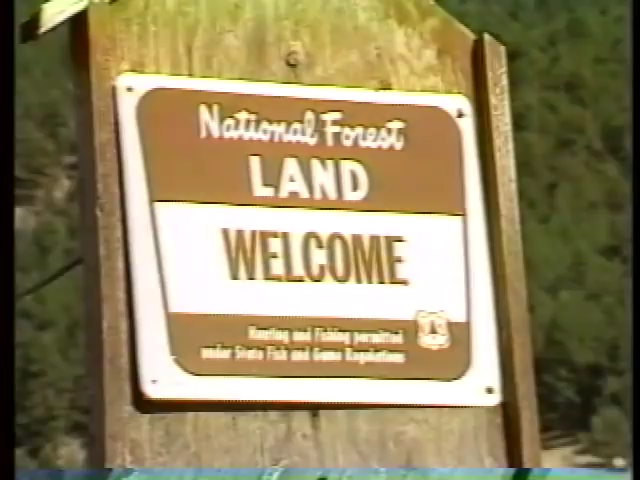 National Forest
LAND
WELCOME
Hunting and Fishing permitted
under State Fish and Game Regulations